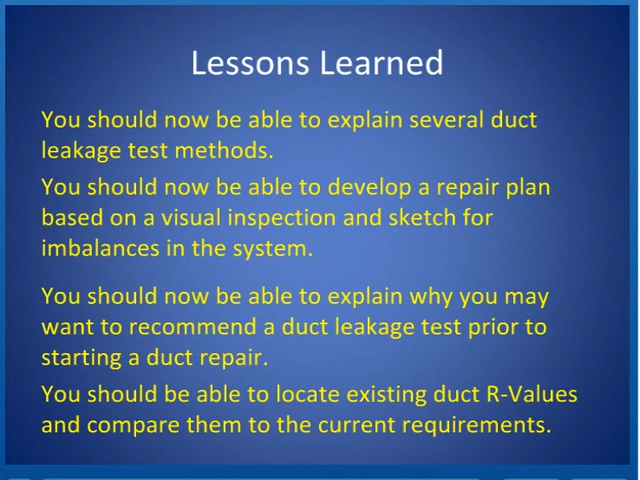 Lessons Learned
You should now be able to explain several duct
leakage test methods.
You should now be able to develop a repair plan
based on a visual inspection and sketch for
imbalances in the system.
You should now be able to explain why you may
want to recommend a duct leakage test prior to
starting a duct repair.
You should be able to locate existing duct R-Values
and compare them to the current requirements.